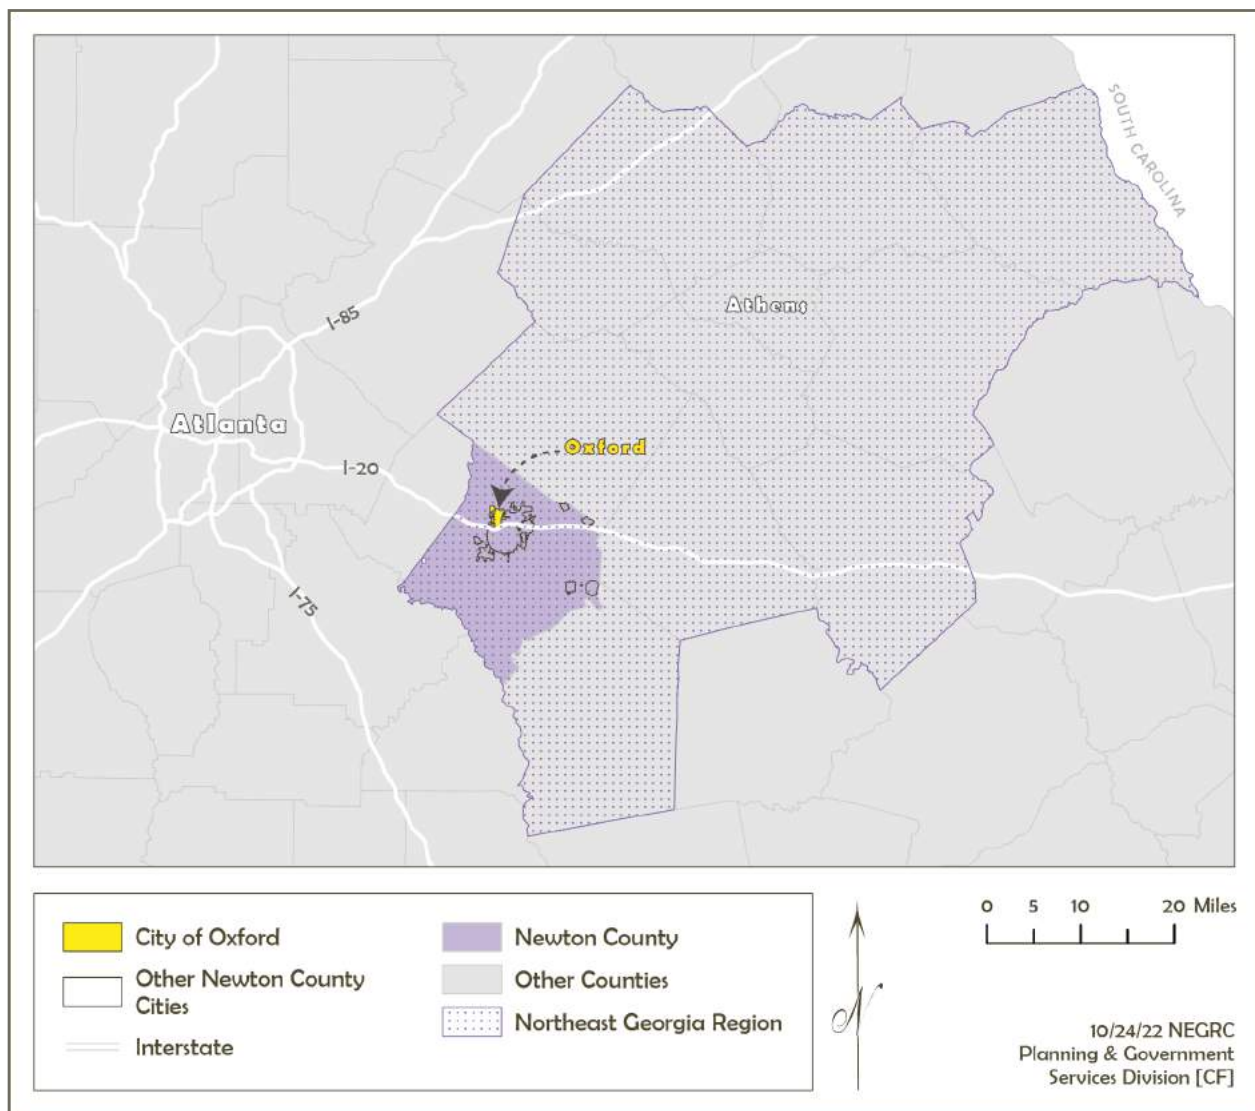 SOUTH CAROLINA
Athens
I-85
Atlanta
Oxford
I-20
I-75
City of Oxford
Other Newton County
Cities
Interstate
Newton County
Other Counties
Northeast Georgia Region
N
0 5 10 20 Miles
10/24/22 NEGRC
Planning & Government
Services Division [CF]